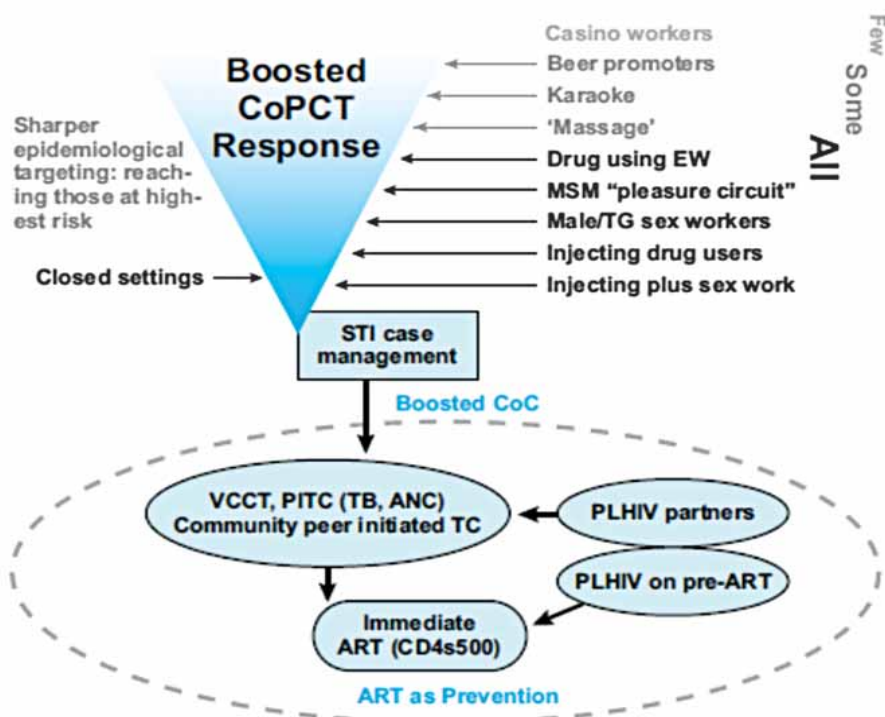 Boosted
CoPCT
Response
Sharper
epidemiological
targeting: reach-
ing those at high-
est risk
Closed settings
Casino workers
Beer promoters
Karaoke
'Massage'
Drug using EW
MSM "pleasure circuit"
Male/TG sex workers
Injecting drug users
Injecting plus sex work
Few
Some
All
STI case
management
Boosted CoC
VCCT, PITC (TB, ANC)
Community peer initiated TC
PLHIV partners
PLHIV on pre-ART
Immediate
ART (CD4s500)
ART as Prevention